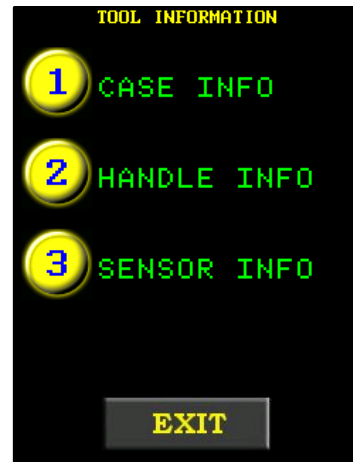 TOOL INFORMATION
1 CASE INFO
2 HANDLE INFO
3 SENSOR INFO
EXIT